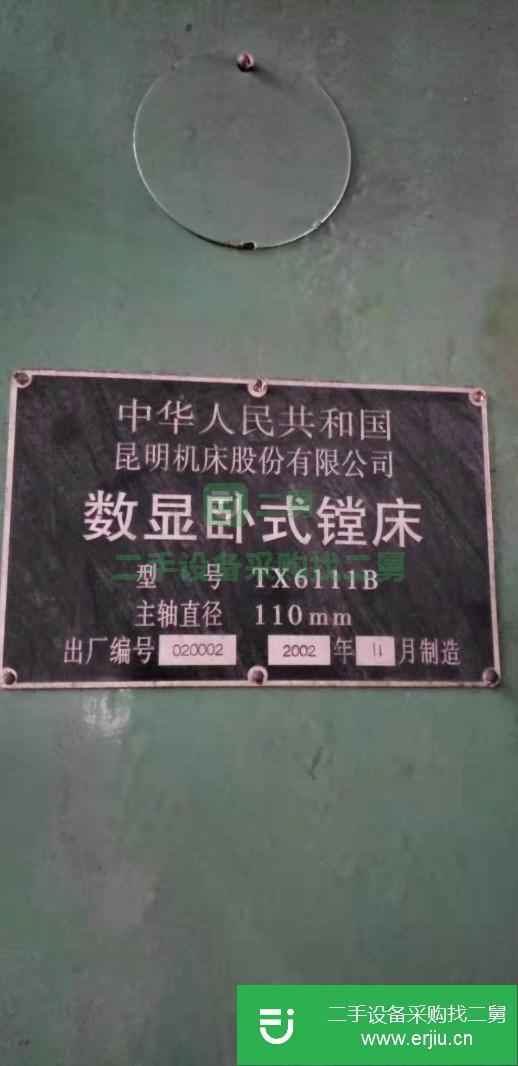 中华人民共和国
昆明机床股份有限公司
二舅
数显卧式镗床
二手设备采购找二舅
型 号 TX6111B
主轴直径 110mm
出厂编号 020002 2002 年 11 月制造
二手设备采购找二舅
www.erjiu.cn